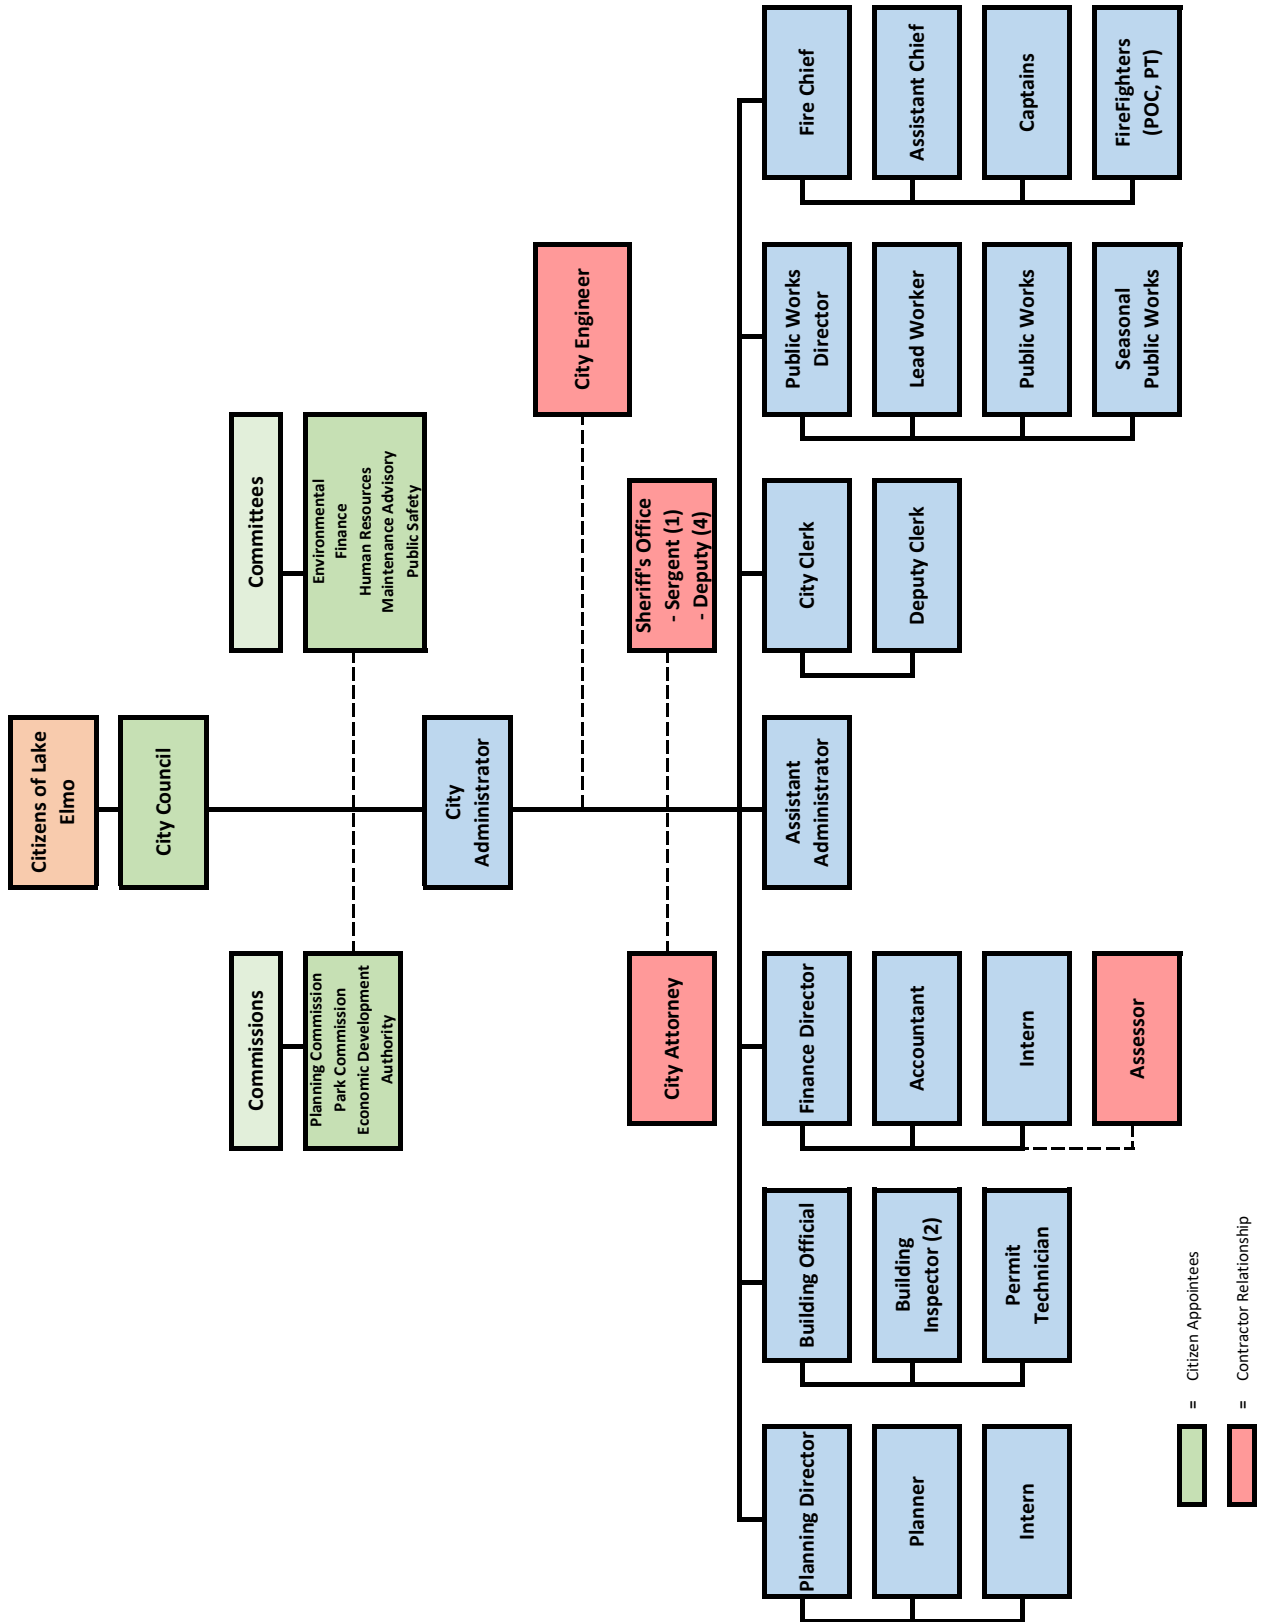 Citizens of Lake
Elmo
City Council
Commissions
Planning Commission
Park Commission
Economic Development
Authority
Committees
Environmental
Finance
Human Resources
Maintenance Advisory
Public Safety
City
Administrator
City Engineer
City Attorney
Sheriff's Office
- Sergent (1)
- Deputy (4)
Planning Director
Planner
Intern
Building Official
Building
Inspector (2)
Permit
Technician
Finance Director
Accountant
Intern
Assessor
Assistant
Administrator
City Clerk
Deputy Clerk
Public Works
Director
Lead Worker
Public Works
Seasonal
Public Works
Fire Chief
Assistant Chief
Captains
FireFighters
(POC, PT)
= Citizen Appointees
= Contractor Relationship